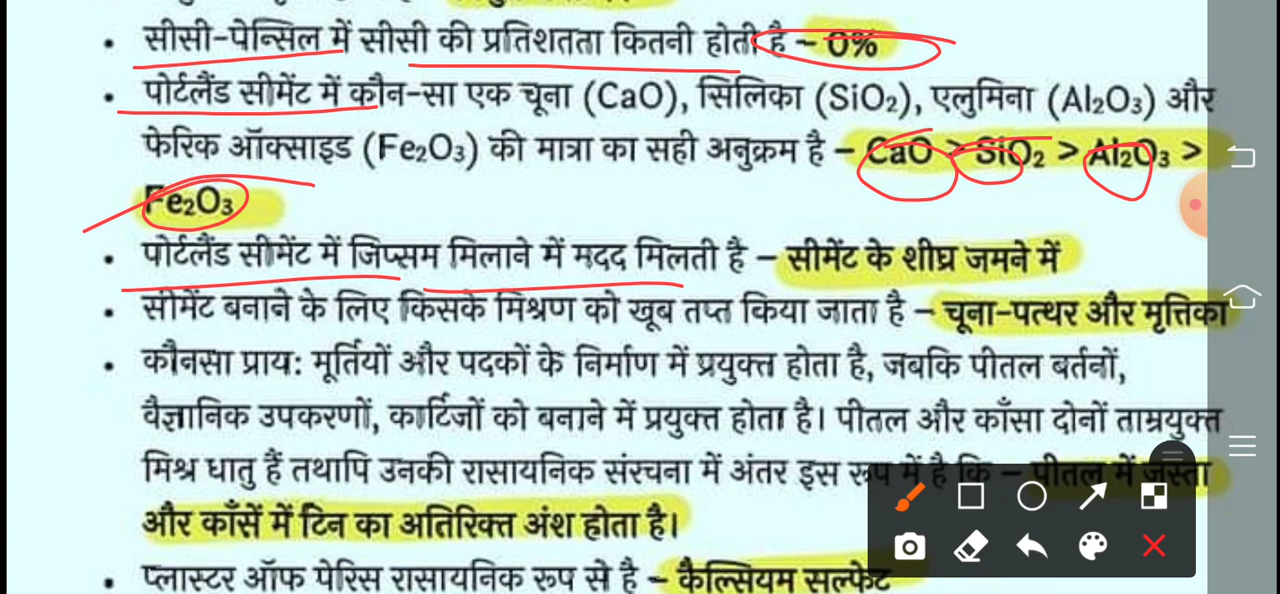 • सीसी-पेन्सिल में सीसी की प्रतिशतता कितनी होती है – 0%
• पोर्टलैंड सीमेंट में कौन-सा एक चूना (CaO), सिलिका (SiO₂), एलुमिना (Al₂O₃) और
फेरिक ऑक्साइड (Fe₂O₃) की मात्रा का सही अनुक्रम है – CaO > SiO₂ > Al₂O₃ >
Fe₂O₃
• पोर्टलैंड सीमेंट में जिप्सम मिलाने में मदद मिलती है – सीमेंट के शीघ्र जमने में
• सीमेंट बनाने के लिए किसके मिश्रण को खूब तप्त किया जाता है – चूना-पत्थर और मृत्तिका
• कौनसा प्राय: मूर्तियों और पदकों के निर्माण में प्रयुक्त होता है, जबकि पीतल बर्तनों,
वैज्ञानिक उपकरणों, कार्टिजों को बनाने में प्रयुक्त होता है। पीतल और काँसा दोनों ताम्रयुक्त
मिश्र धातु हैं तथापि उनकी रासायनिक संरचना में अंतर इस रूप में है कि – पीतल में जस्ता
और काँसें में टिन का अतिरिक्त अंश होता है।
• प्लास्टर ऑफ पेरिस रासायनिक रूप से है – कैल्सियम सल्फेट